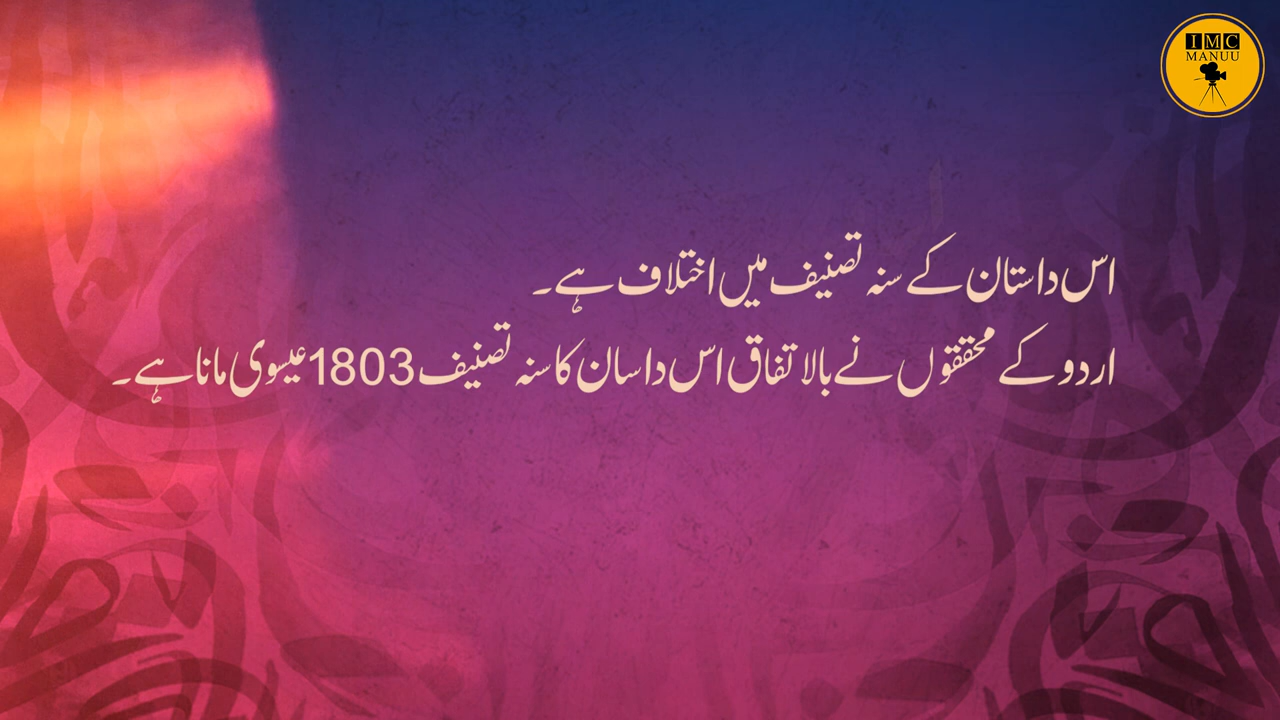 IMC
MANUU
اس داستان کے سنہ تصنیف میں اختلاف ہے۔
اردو کے محققوں نے بالاتفاق اس داسان کا سنہ تصنیف 1803 عیسوی مانا ہے۔